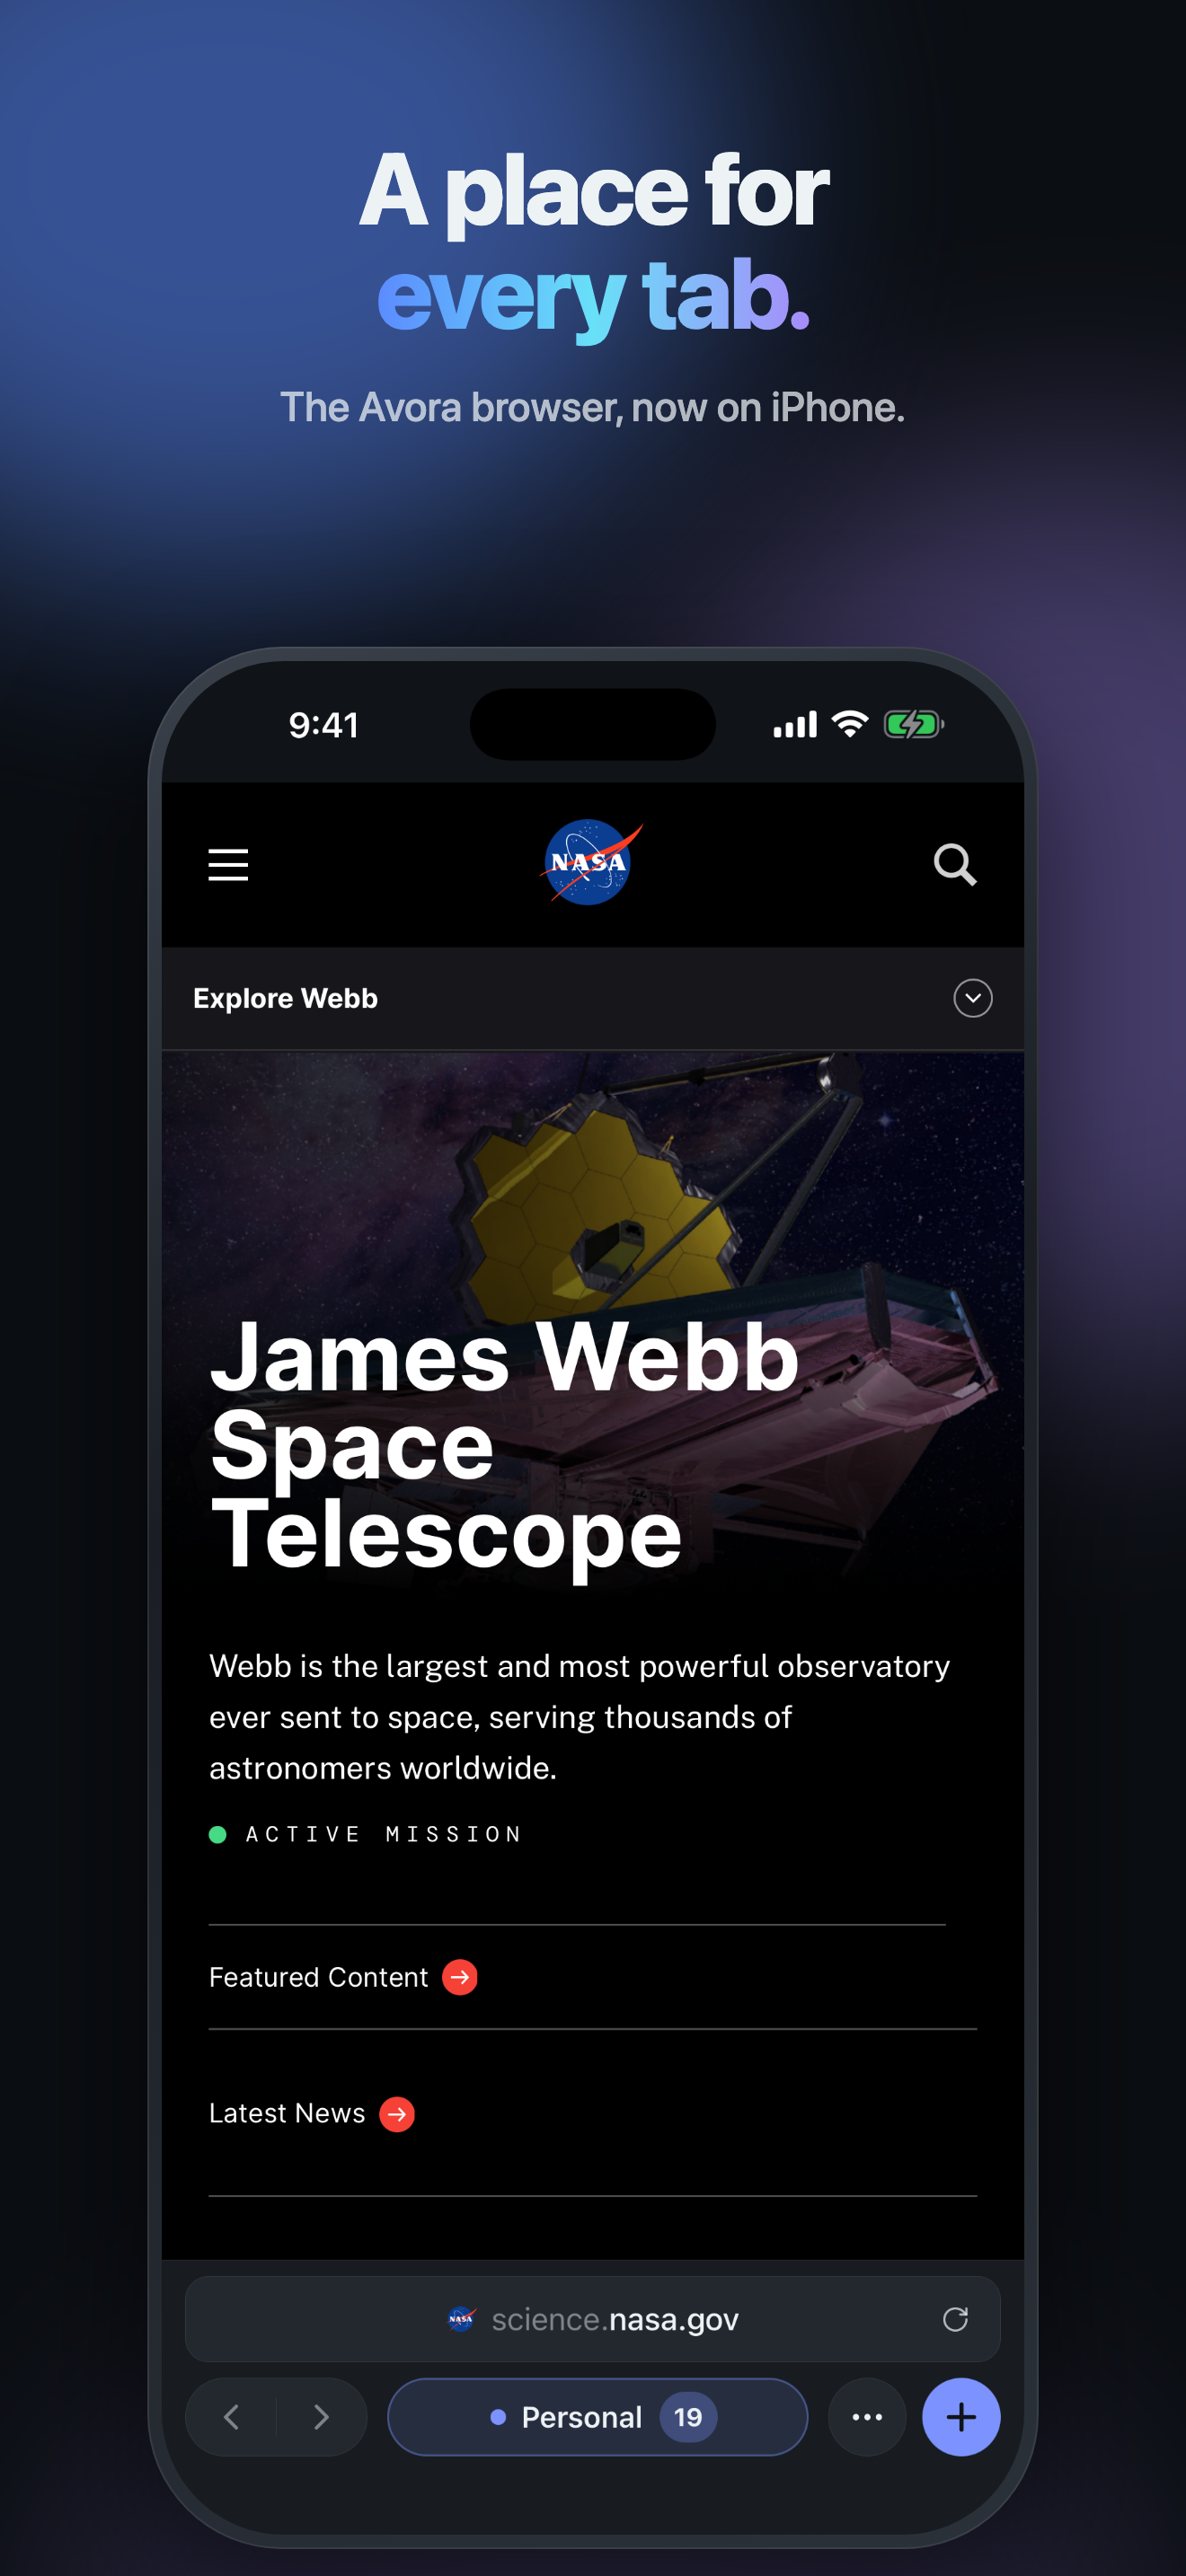 A place for
every tab.
The Avora browser, now on iPhone.
9:41
NASA
Explore Webb
James Webb
Space
Telescope
Webb is the largest and most powerful observatory
ever sent to space, serving thousands of
astronomers worldwide.
ACTIVE MISSION
Featured Content
Latest News
NASA science.nasa.gov
Personal 19